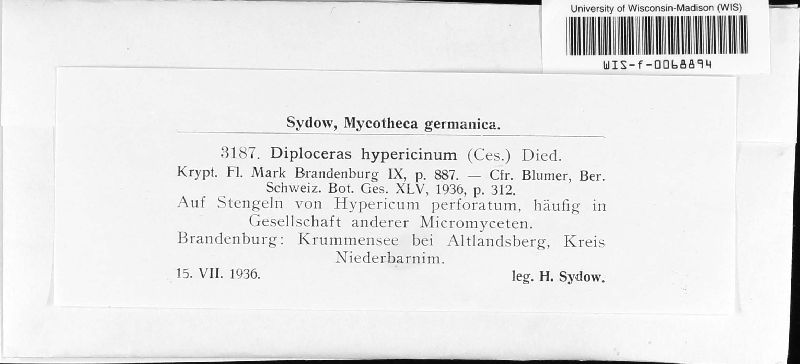 University of Wisconsin-Madison (WIS)
WIS-f-0068894
Sydow, Mycotheca germanica.
3187. Diploceras hypericinum (Ces.) Died.
Krypt. Fl. Mark Brandenburg IX, p. 887. — Cfr. Blumer, Ber.
Schweiz. Bot. Ges. XLV, 1936, p. 312.
Auf Stengeln von Hypericum perforatum, häufig in
Gesellschaft anderer Micromyceten.
Brandenburg: Krummensee bei Altlandsberg, Kreis
Niederbarnim.
15. VII. 1936. leg. H. Sydow.